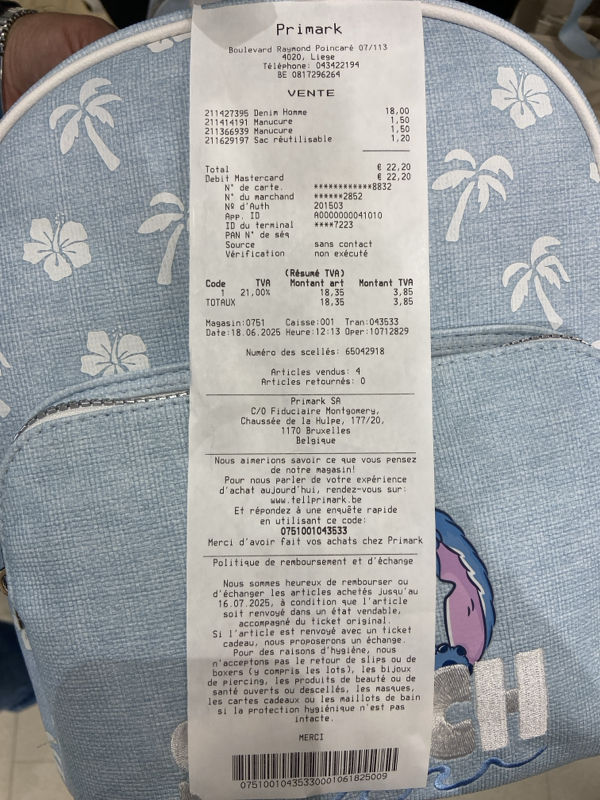 Primark
Boulevard Raymond Poincaré 07/113
4020, Liege
Téléphone: 043422194
BE 0817296264
VENTE
211427395 Denim Homme 18,00
211414191 Manucure 1,50
211366939 Manucure 1,50
211629197 Sac réutilisable 1,20
Total € 22,20
Debit Mastercard € 22,20
N° de carte. ************8832
N° du marchand ******2852
Nº d'Auth 201503
App. ID A0000000041010
ID du terminal ****7223
PAN N° de séq
Source sans contact
Vérification non exécuté
(Résumé TVA)
Code TVA Montant art Montant TVA
1 21.00% 18,35 3,85
TOTAUX 18,35 3,85
Magasin:0751 Caisse:001 Tran:043533
Date:18.06.2025 Heure:12:13 Oper:10712829
Numéro des scellés: 65042918
Articles vendus: 4
Articles retournés: 0
Primark SA
C/O Fiduciaire Montgomery,
Chaussée de la Hulpe, 177/20,
1170 Bruxelles
Belgique
Nous aimerions savoir ce que vous pensez
de notre magasin!
Pour nous parler de votre expérience
d'achat aujourd'hui, rendez-vous sur:
www.tellprimark.be
Et répondez à une enquête rapide
en utilisant ce code:
0751001043533
Merci d'avoir fait vos achats chez Primark
Politique de remboursement et d'échange
Nous sommes heureux de rembourser ou
d'échanger les articles achetés jusqu'au
16.07.2025, à condition que l'article
soit renvoyé dans un état vendable,
accompagné du ticket original.
Si l'article est renvoyé avec un ticket
cadeau, nous proposerons un échange.
Pour des raisons d'hygiène, nous
n'acceptons pas le retour de slips ou de
boxers (y compris les lots), les bijoux
de piercing, les produits de beauté ou de
santé ouverts ou descellés, les masques,
les cartes cadeaux ou les maillots de bain
si la protection hygiénique n'est pas
intacte.
MERCI
07510010435330001061825009